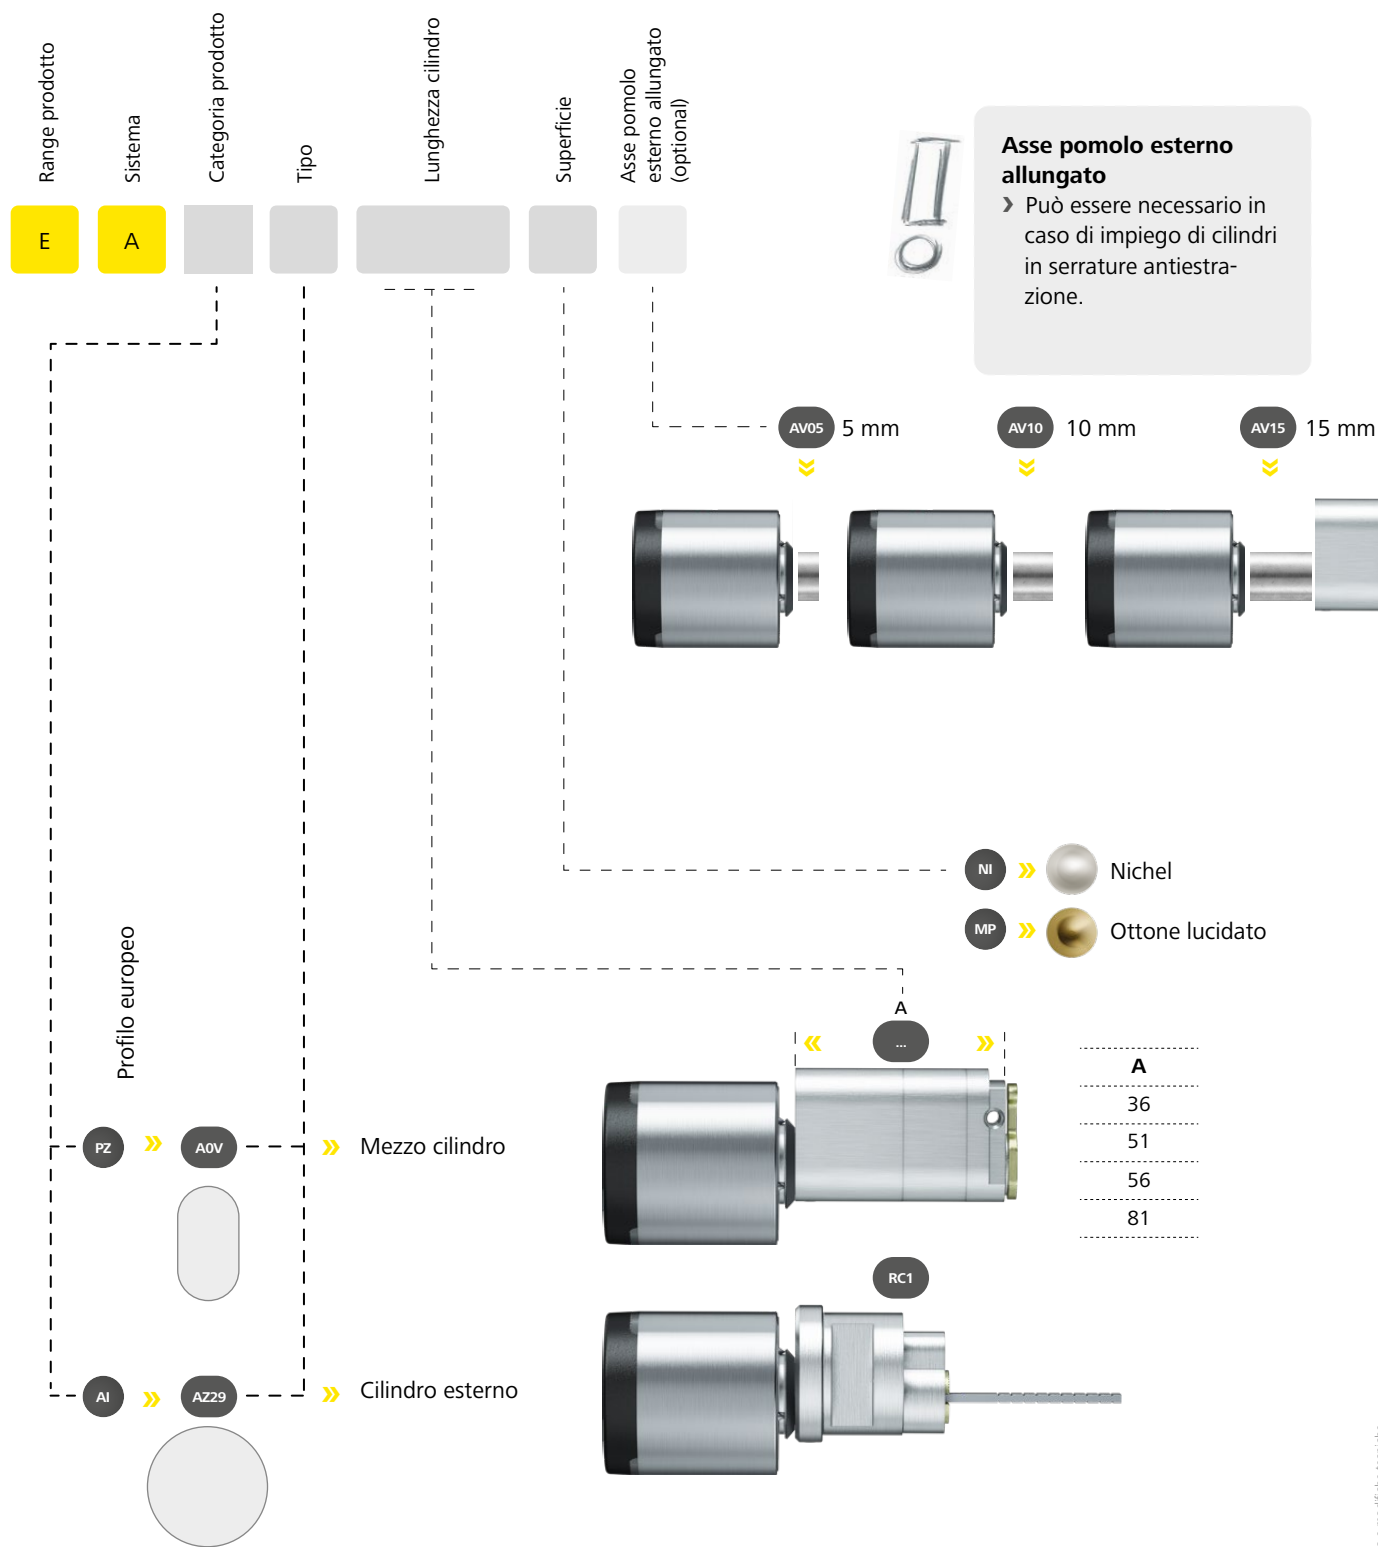 Range prodotto
Sistema
Categoria prodotto
Tipo
Lunghezza cilindro
Superficie
Asse pomolo
esterno allungato
(optional)
E
A
Asse pomolo esterno
allungato
› Può essere necessario in
caso di impiego di cilindri
in serrature antiestra-
zione.
AV05 5 mm
AV10 10 mm
AV15 15 mm
NI » Nichel
MP » Ottone lucidato
Profilo europeo
A
« ... »
A
36
51
56
81
PZ » A0V » Mezzo cilindro
RC1
AI » AZ29 » Cilindro esterno